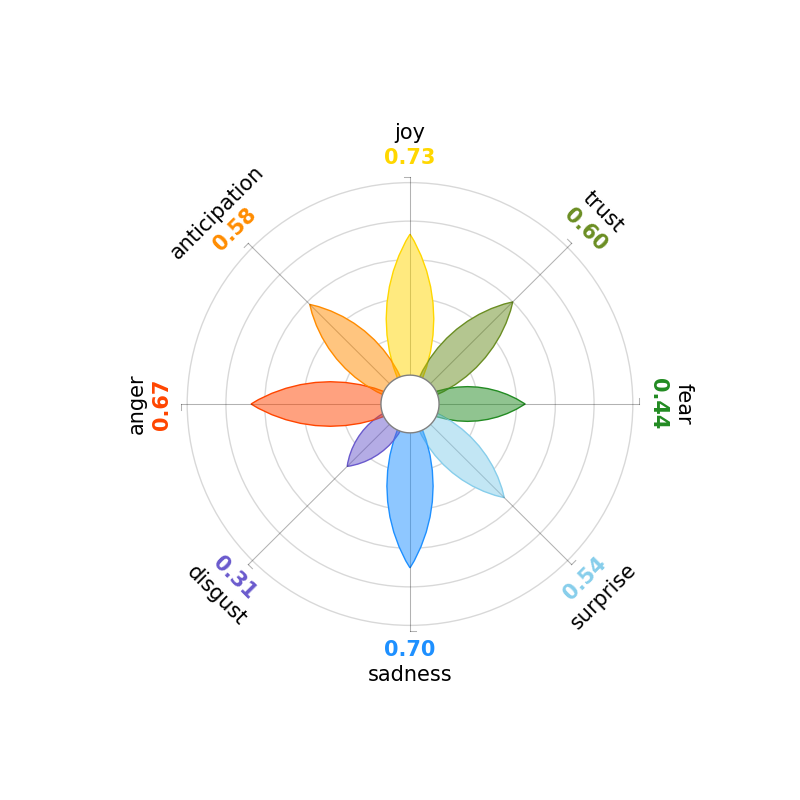 joy
0.73
trust
0.60
fear
0.44
surprise
0.54
sadness
0.70
disgust
0.31
anger
0.67
anticipation
0.58